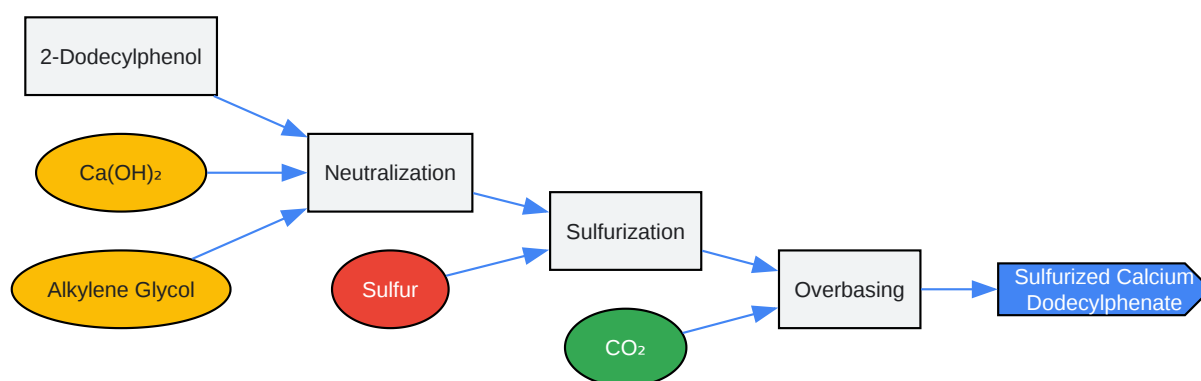 2-Dodecylphenol
Ca(OH)₂
Neutralization
Alkylene Glycol
Sulfurization
Sulfur
Overbasing
CO₂
Sulfurized Calcium
Dodecylphenate